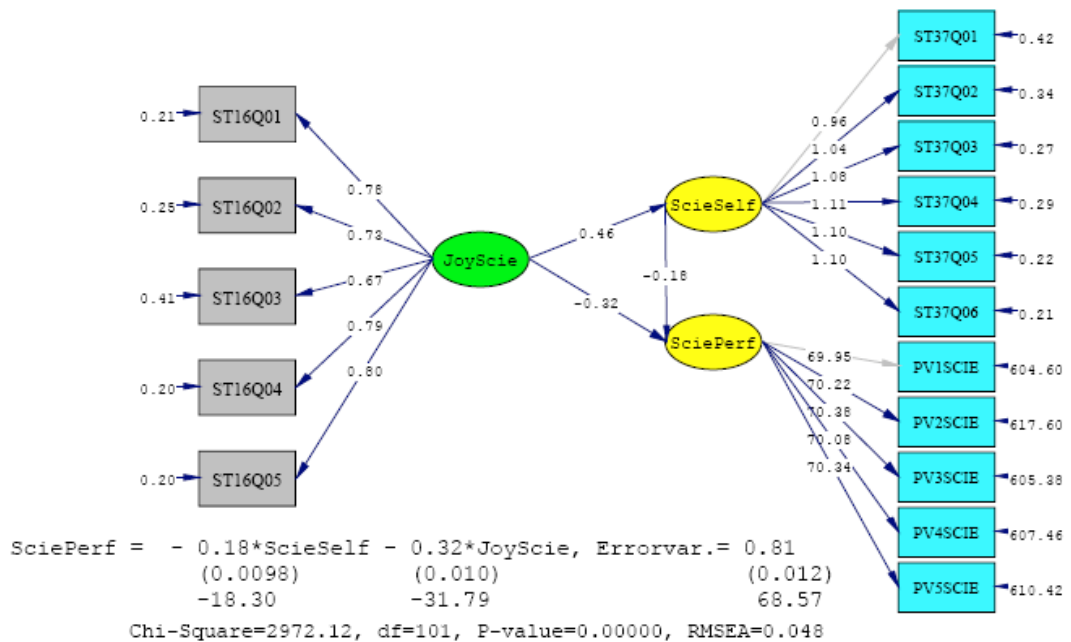 ST37Q01
0.42
ST37Q02
0.34
0.21
ST16Q01
0.96
1.04
ST37Q03
0.27
1.08
0.78
ST37Q04
0.29
1.11
0.25
ST16Q02
ScieSelf
0.73
0.46
1.10
ST37Q05
0.22
1.10
JoyScie
-0.18
0.67
0.41
ST16Q03
-0.32
ST37Q06
0.21
0.79
SciePerf
69.95
PV1SCIE
604.60
0.80
70.22
0.20
ST16Q04
70.38
PV2SCIE
617.60
70.08
70.34
PV3SCIE
605.38
0.20
ST16Q05
PV4SCIE
607.46
SciePerf = - 0.18*ScieSelf - 0.32*JoyScie, Errorvar.= 0.81
(0.0098) (0.010) (0.012)
PV5SCIE
610.42
-18.30 -31.79 68.57
Chi-Square=2972.12, df=101, P-value=0.00000, RMSEA=0.048